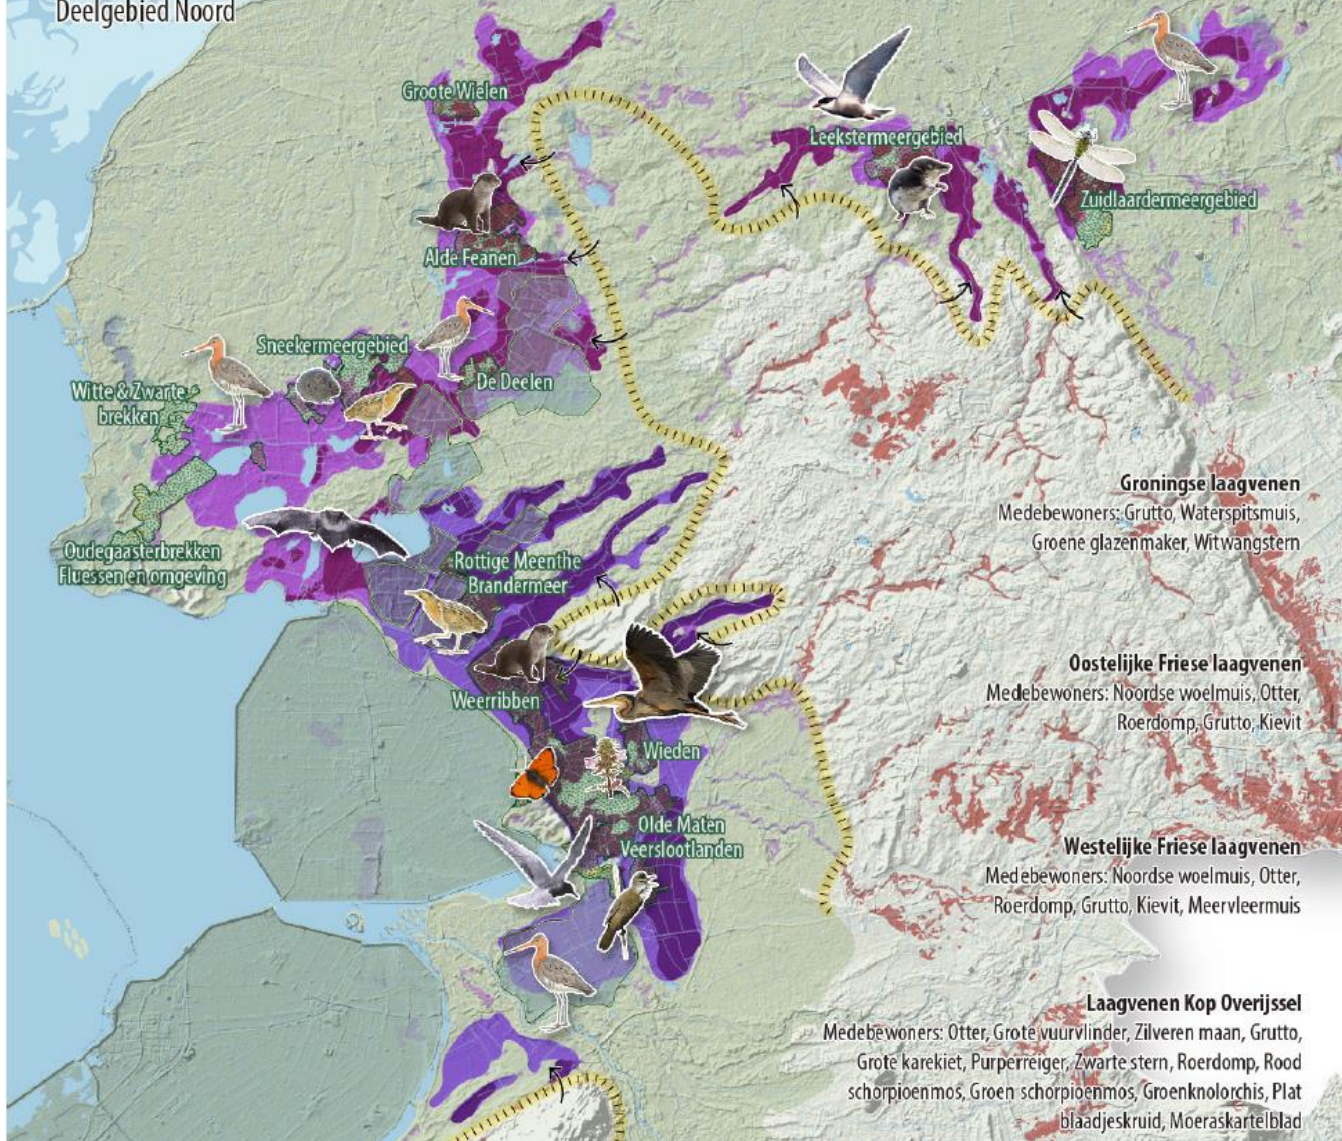 Deelgebied Noord
Groote Wielen
Leekstermeergebied
Zuidlaardermeergebied
Alde Feanen
Sneekermeergebied
De Deelen
Witte & Zwarte
brekken
Oudegaasterbrekken
Fluessen en omgeving
Rottige Meenthe
Brandermeer
Weerribben
Wieden
Olde Maten
Veerslootlanden
Groningse laagvenen
Medebewoners: Grutto, Waterspitsmuis,
Groene glazenmaker, Witwangstern
Oostelijke Friese laagvenen
Medebewoners: Noordse woelmuis, Otter,
Roerdomp, Grutto, Kievit
Westelijke Friese laagvenen
Medebewoners: Noordse woelmuis, Otter,
Roerdomp, Grutto, Kievit, Meervleermuis
Laagvenen Kop Overijssel
Medebewoners: Otter, Grote vuurvlinder, Zilveren maan, Grutto,
Grote karekiet, Purperreiger, Zwarte stern, Roerdomp, Rood
schorpioenmos, Groen schorpioenmos, Groenknolorchis, Plat
blaadjeskruid, Moeraskartelblad